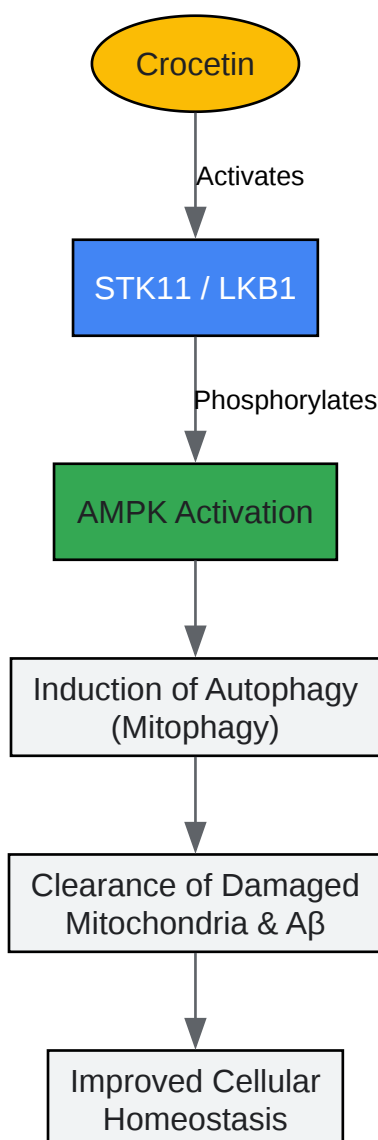 Crocetin
Activates
STK11 / LKB1
Phosphorylates
AMPK Activation
Induction of Autophagy
(Mitophagy)
Clearance of Damaged
Mitochondria & Aβ
Improved Cellular
Homeostasis